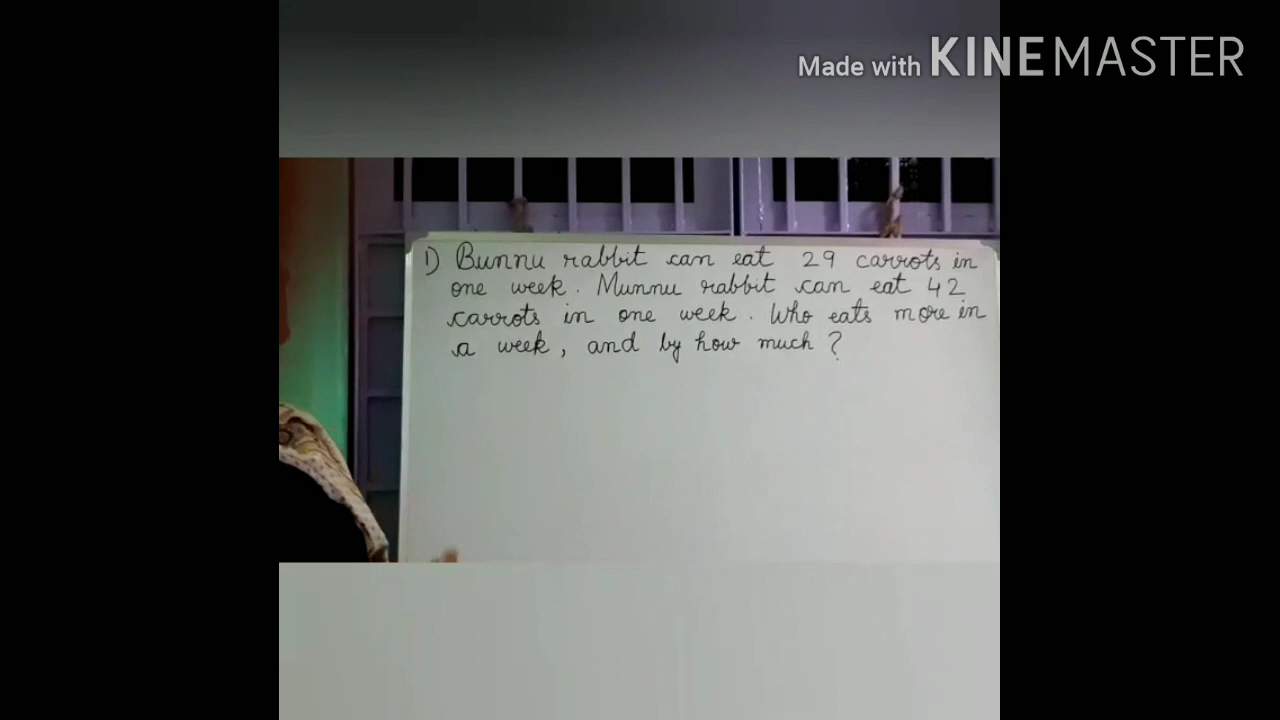 Made with KINEMASTER
1) Bunnu rabbit can eat 29 carrots in
one week. Munnu rabbit can eat 42
carrots in one week. Who eats more in
a week, and by how much?